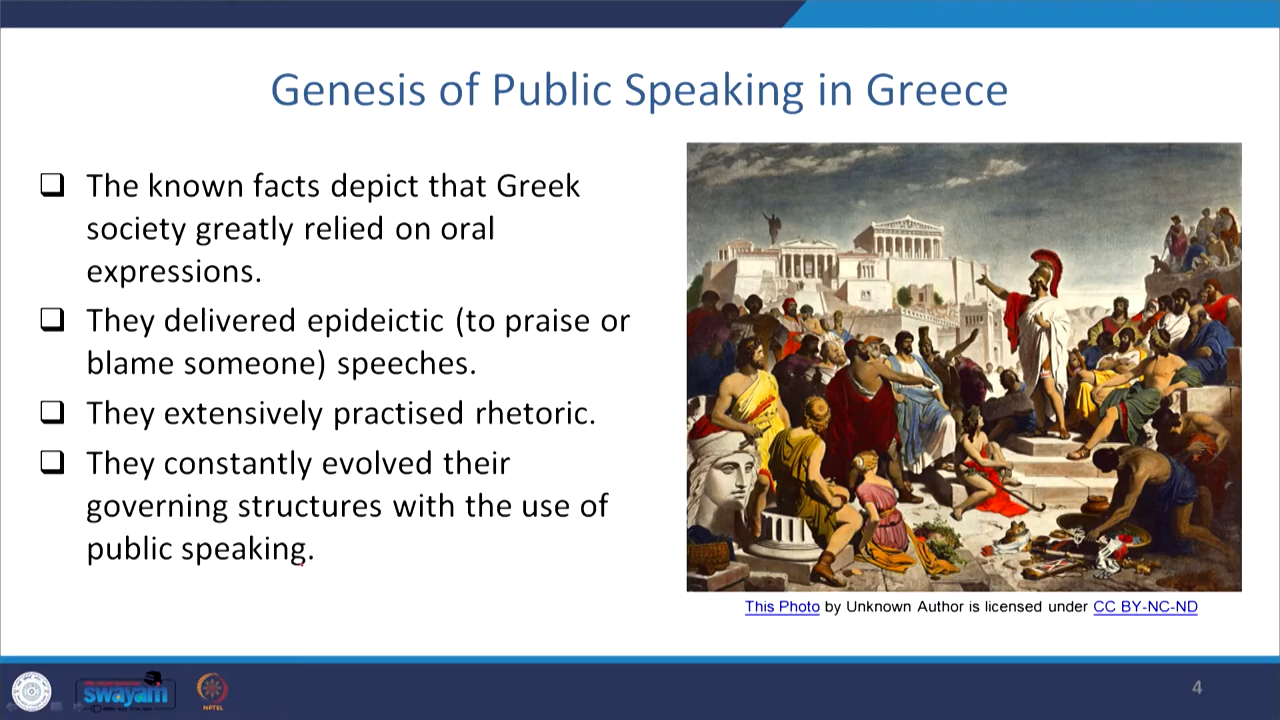 Genesis of Public Speaking in Greece
The known facts depict that Greek
society greatly relied on oral
expressions.
They delivered epideictic (to praise or
blame someone) speeches.
They extensively practised rhetoric.
They constantly evolved their
governing structures with the use of
public speaking.
This Photo by Unknown Author is licensed under CC BY-NC-ND
swayam
NPTEL
4